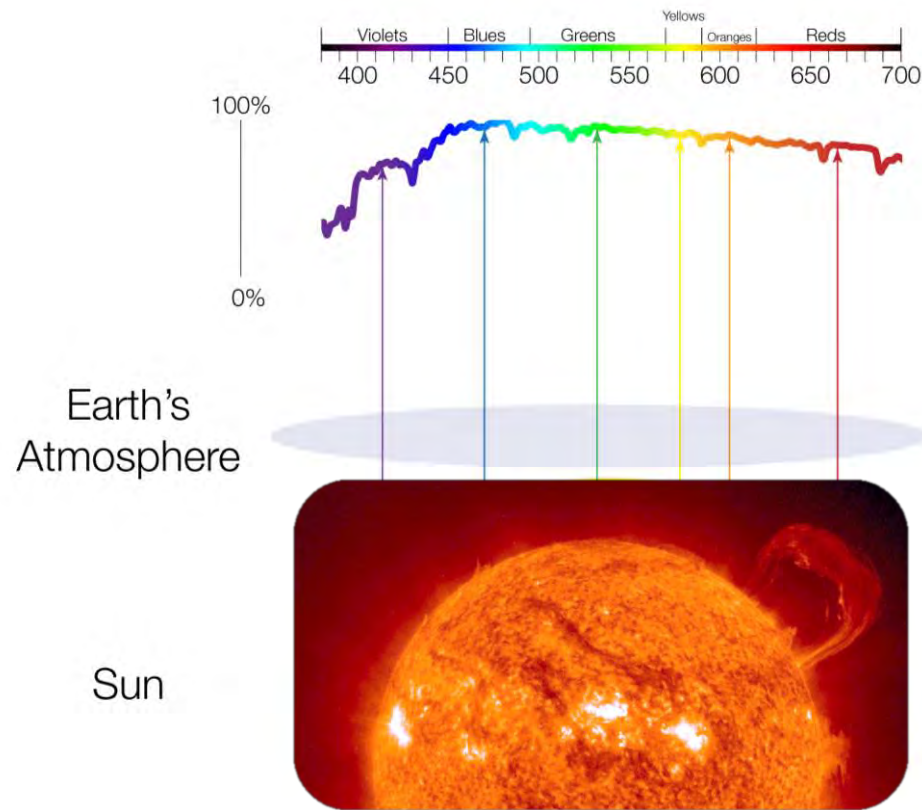 Yellows
Violets Blues Greens Oranges Reds
400 450 500 550 600 650 700
100%
0%
Earth's
Atmosphere
Sun